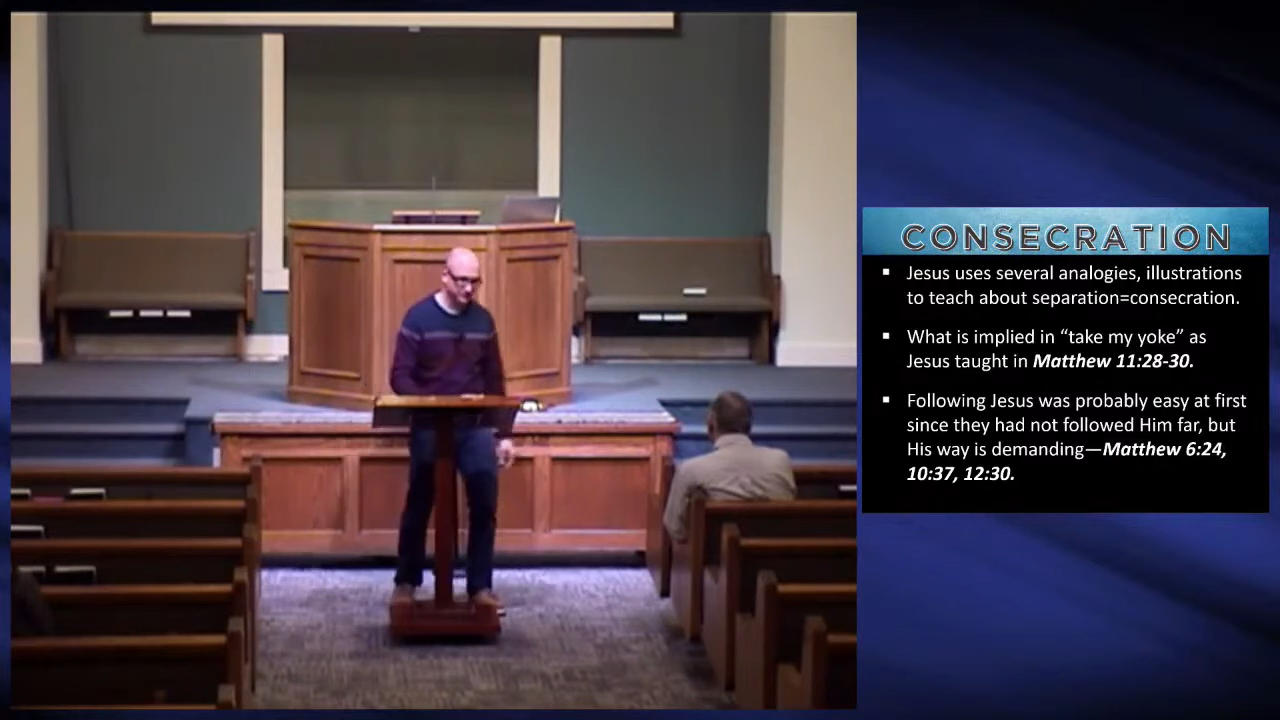 CONSECRATION
▪ Jesus uses several analogies, illustrations
to teach about separation=consecration.
▪ What is implied in “take my yoke” as
Jesus taught in Matthew 11:28-30.
▪ Following Jesus was probably easy at first
since they had not followed Him far, but
His way is demanding—Matthew 6:24,
10:37, 12:30.